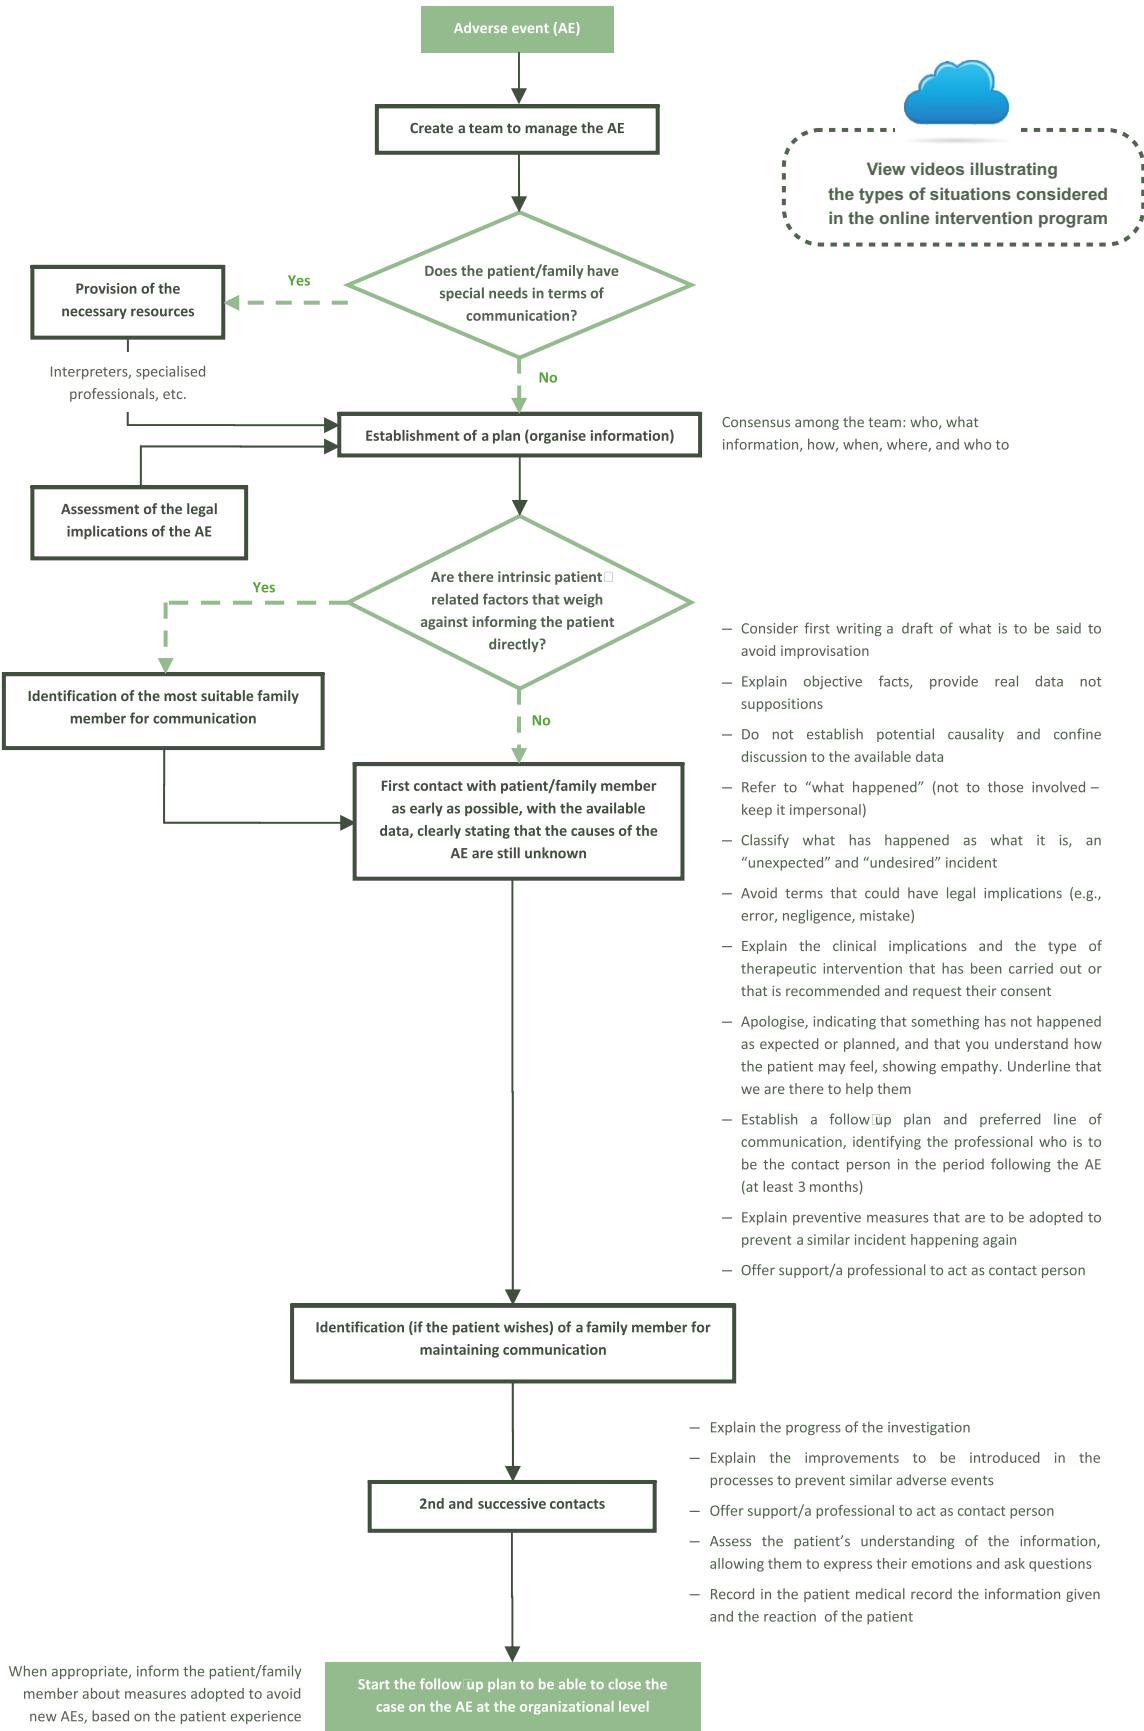 Adverse event (AE)
Create a team to manage the AE
View videos illustrating
the types of situations considered
in the online intervention program
Does the patient/family have
special needs in terms of
communication?
Yes
Provision of the
necessary resources
Interpreters, specialised
professionals, etc.
No
Establishment of a plan (organise information)
Consensus among the team: who, what
information, how, when, where, and who to
Assessment of the legal
implications of the AE
Are there intrinsic patient□
related factors that weigh
against informing the patient
directly?
Yes
Identification of the most suitable family
member for communication
No
First contact with patient/family member
as early as possible, with the available
data, clearly stating that the causes of the
AE are still unknown
– Consider first writing a draft of what is to be said to
avoid improvisation
– Explain objective facts, provide real data not
suppositions
– Do not establish potential causality and confine
discussion to the available data
– Refer to “what happened” (not to those involved –
keep it impersonal)
– Classify what has happened as what it is, an
“unexpected” and “undesired” incident
– Avoid terms that could have legal implications (e.g.,
error, negligence, mistake)
– Explain the clinical implications and the type of
therapeutic intervention that has been carried out or
that is recommended and request their consent
– Apologise, indicating that something has not happened
as expected or planned, and that you understand how
the patient may feel, showing empathy. Underline that
we are there to help them
– Establish a follow□up plan and preferred line of
communication, identifying the professional who is to
be the contact person in the period following the AE
(at least 3 months)
– Explain preventive measures that are to be adopted to
prevent a similar incident happening again
– Offer support/a professional to act as contact person
Identification (if the patient wishes) of a family member for
maintaining communication
2nd and successive contacts
– Explain the progress of the investigation
– Explain the improvements to be introduced in the
processes to prevent similar adverse events
– Offer support/a professional to act as contact person
– Assess the patient’s understanding of the information,
allowing them to express their emotions and ask questions
– Record in the patient medical record the information given
and the reaction of the patient
When appropriate, inform the patient/family
member about measures adopted to avoid
new AEs, based on the patient experience
Start the follow□up plan to be able to close the
case on the AE at the organizational level